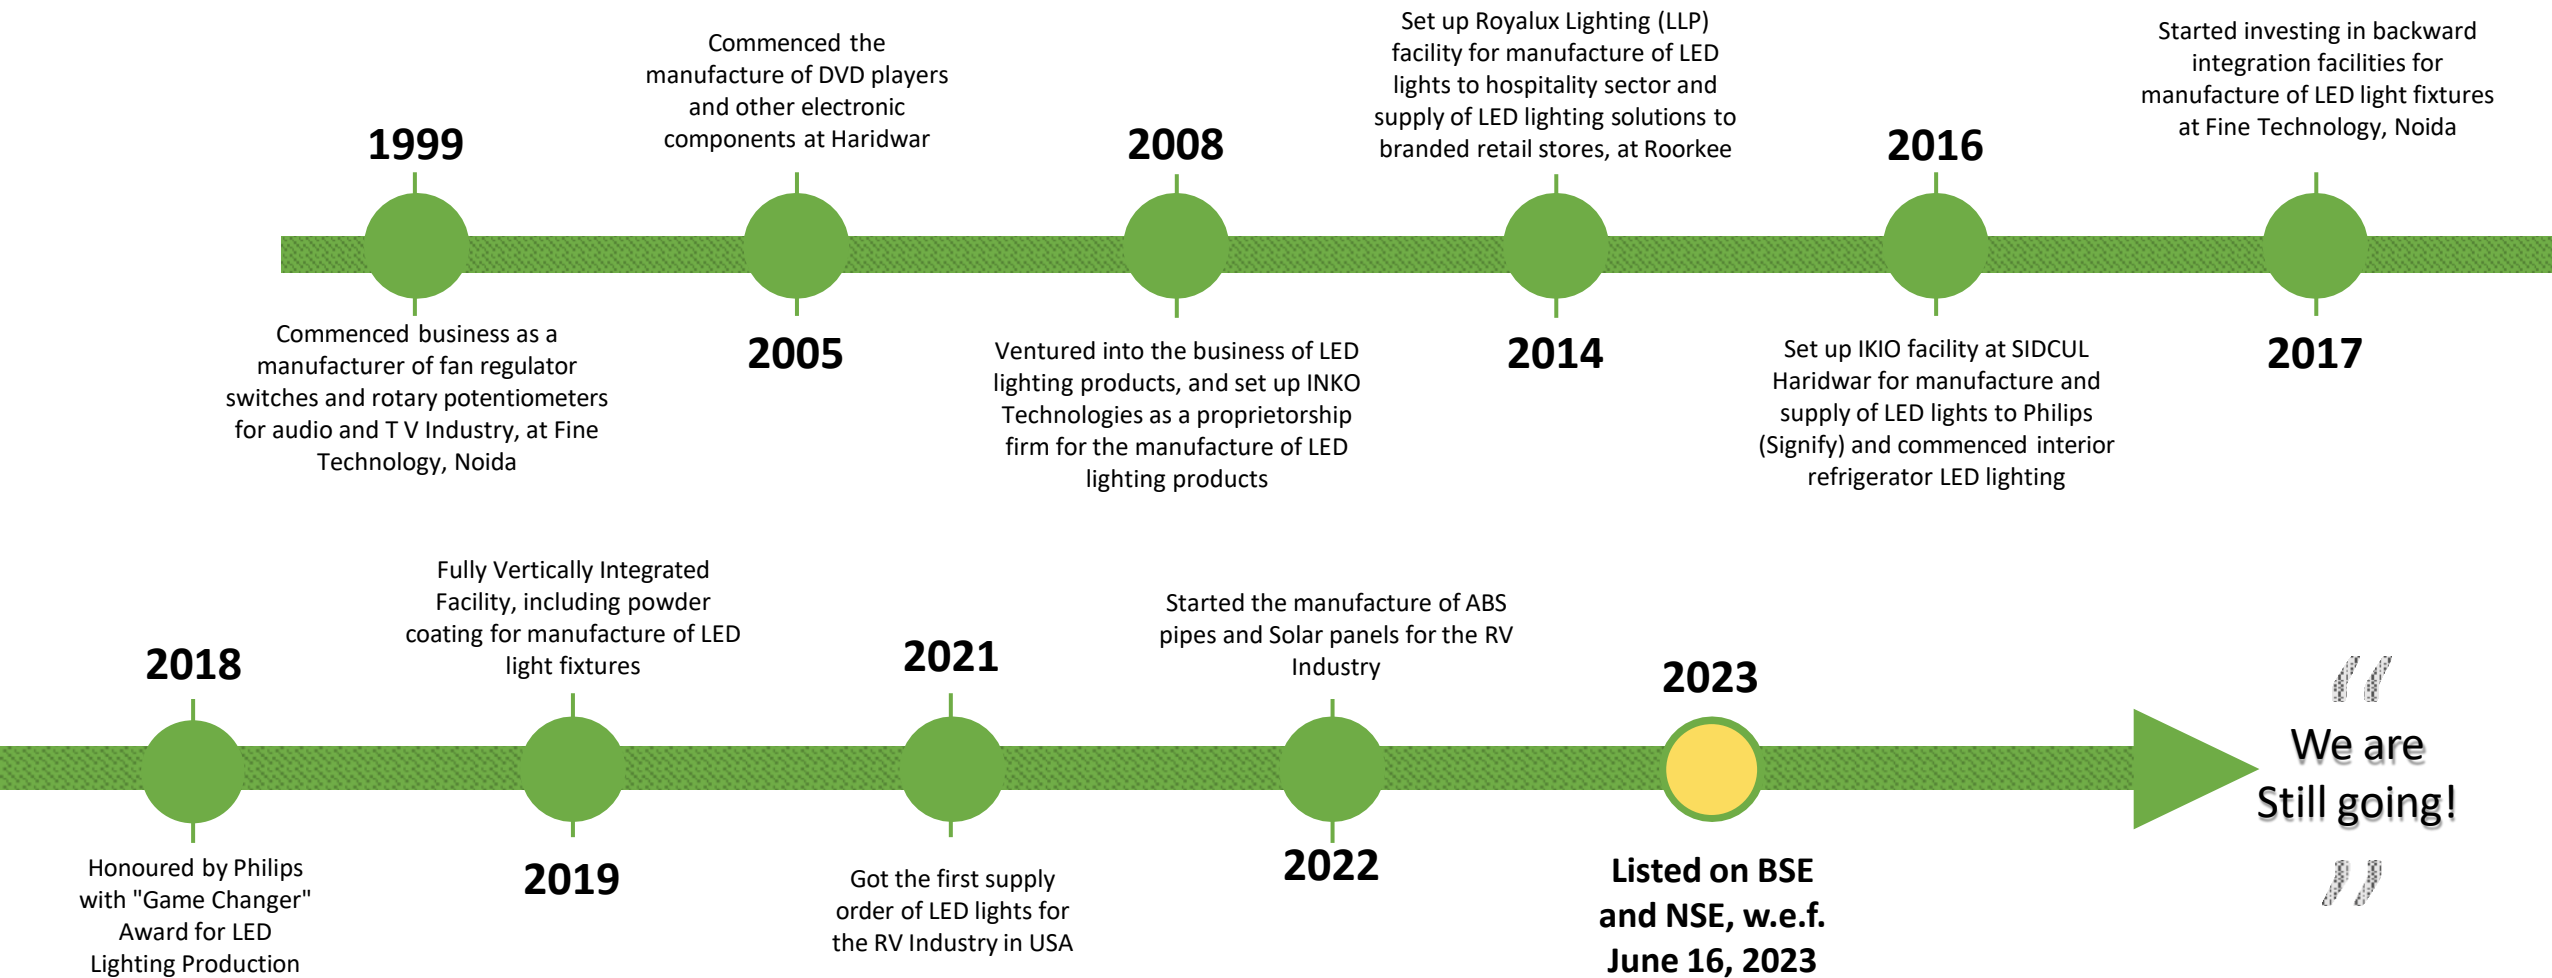 1999
Commenced business as a
manufacturer of fan regulator
switches and rotary potentiometers
for audio and T V Industry, at Fine
Technology, Noida
Commenced the
manufacture of DVD players
and other electronic
components at Haridwar
2005
2008
Ventured into the business of LED
lighting products, and set up INKO
Technologies as a proprietorship
firm for the manufacture of LED
lighting products
Set up Royalux Lighting (LLP)
facility for manufacture of LED
lights to hospitality sector and
supply of LED lighting solutions to
branded retail stores, at Roorkee
2014
2016
Set up IKIO facility at SIDCUL
Haridwar for manufacture and
supply of LED lights to Philips
(Signify) and commenced interior
refrigerator LED lighting
Started investing in backward
integration facilities for
manufacture of LED light fixtures
at Fine Technology, Noida
2017
2018
Honoured by Philips
with "Game Changer"
Award for LED
Lighting Production
Fully Vertically Integrated
Facility, including powder
coating for manufacture of LED
light fixtures
2019
2021
Got the first supply
order of LED lights for
the RV Industry in USA
Started the manufacture of ABS
pipes and Solar panels for the RV
Industry
2022
2023
Listed on BSE
and NSE, w.e.f.
June 16, 2023
“
We are
Still going!
”